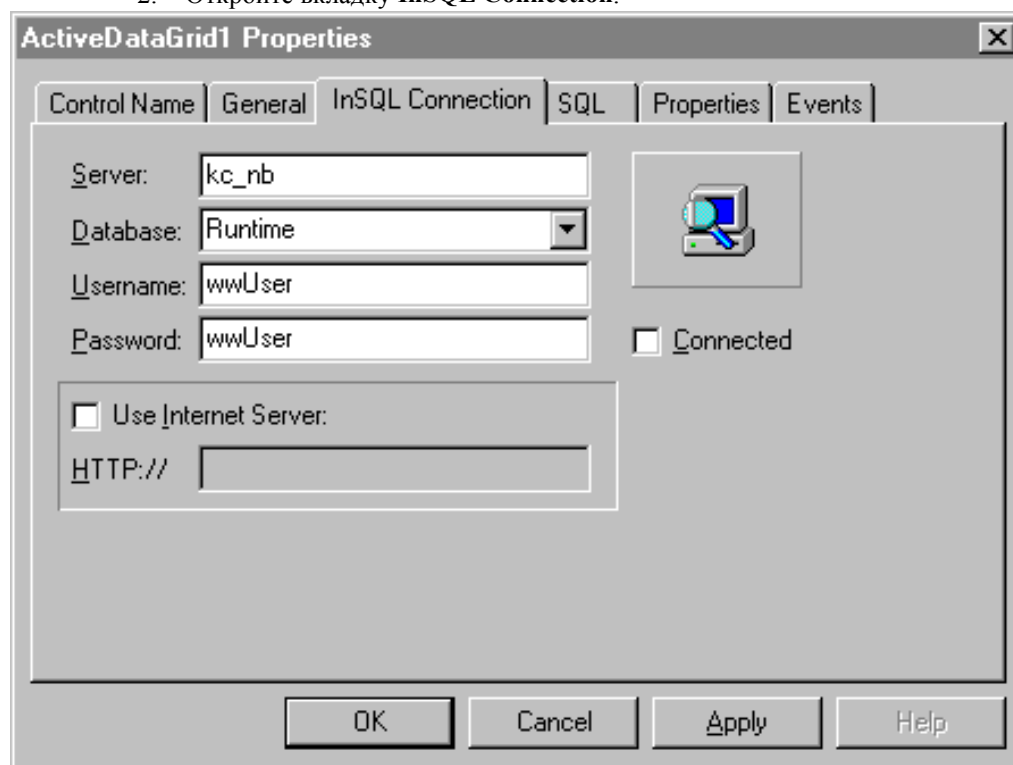 2. Откройте вкладку InSQL Connection.
ActiveDataGrid1 Properties
Control Name General InSQL Connection SQL Properties Events
Server: kc_nb
Database: Runtime
Username: wwUser
Password: wwUser
Connected
Use Internet Server:
HTTP://
OK Cancel Apply Help